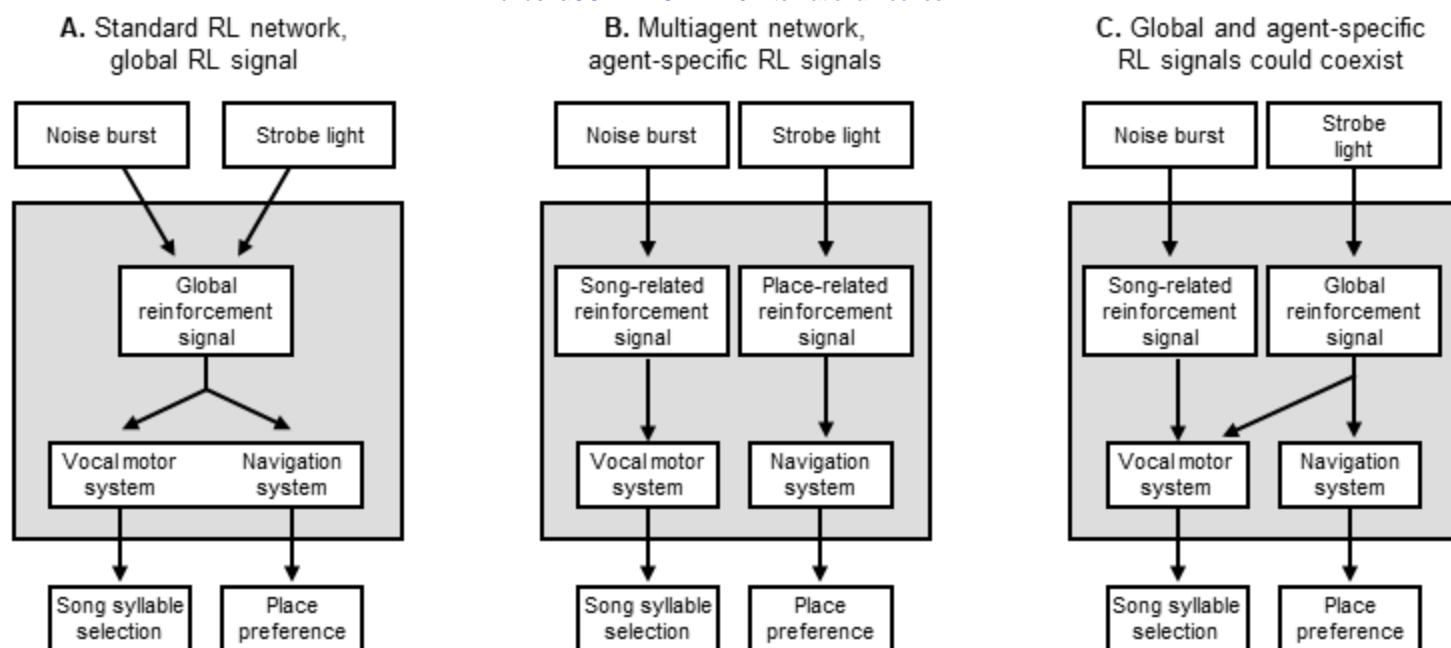 A. Standard RL network,
global RL signal
Noise burst
Strobe light
Global
reinforcement
signal
Vocal motor
system
Navigation
system
Song syllable
selection
Place
preference
B. Multiagent network,
agent-specific RL signals
Noise burst
Strobe light
Song-related
reinforcement
signal
Place-related
reinforcement
signal
Vocal motor
system
Navigation
system
Song syllable
selection
Place
preference
C. Global and agent-specific
RL signals could coexist
Noise burst
Strobe
light
Song-related
reinforcement
signal
Global
reinforcement
signal
Vocal motor
system
Navigation
system
Song syllable
selection
Place
preference